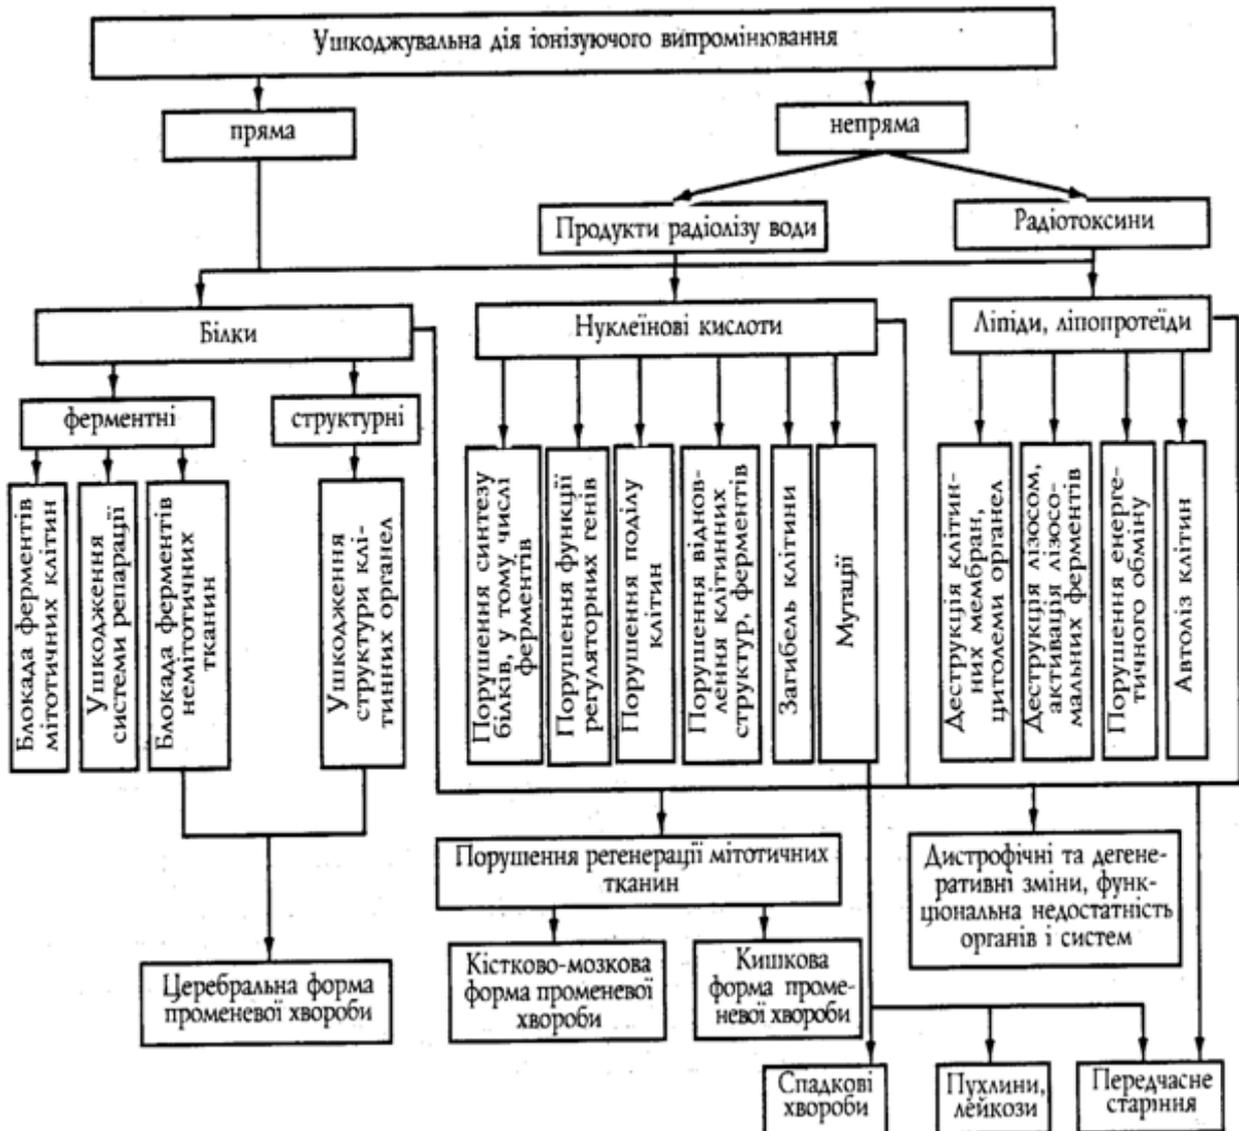 Ушкоджувальна дія іонізуючого випромінювання
пряма
непряма
Продукти радіолізу води
Радіотоксини
Білки
Нуклеїнові кислоти
Ліпіди, ліпопротеїди
ферментні
структурні
Блокада ферментів
мітотичних клітин
Ушкодження
системи репарації
Блокада ферментів
немітотичних
тканин
Ушкодження
структури клі-
тинних органел
Порушення синтезу
білків, у тому числі
ферментів
Порушення функції
регуляторних генів
Порушення поділу
клітин
Порушення віднов-
лення клітинних
структур, ферментів
Загибель клітини
Мутації
Деструкція клітин-
них мембран,
цитолеми органел
Деструкція лізосом,
активація лізосо-
мальних ферментів
Порушення енерге-
тичного обміну
Автоліз клітин
Порушення регенерації мітотичних
тканин
Дистрофічні та дегене-
ративні зміни, функ-
ціональна недостатність
органів і систем
Церебральна форма
променевої хвороби
Кістково-мозкова
форма променевої
хвороби
Кишкова
форма проме-
невої хвороби
Спадкові
хвороби
Пухлини,
лейкози
Передчасне
старіння